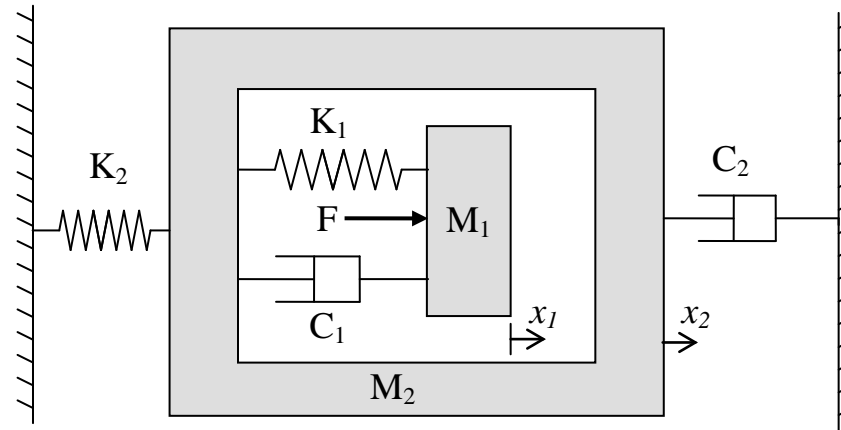 K₁
K₂
C₂
F
M₁
C₁
x₁
x₂
M₂